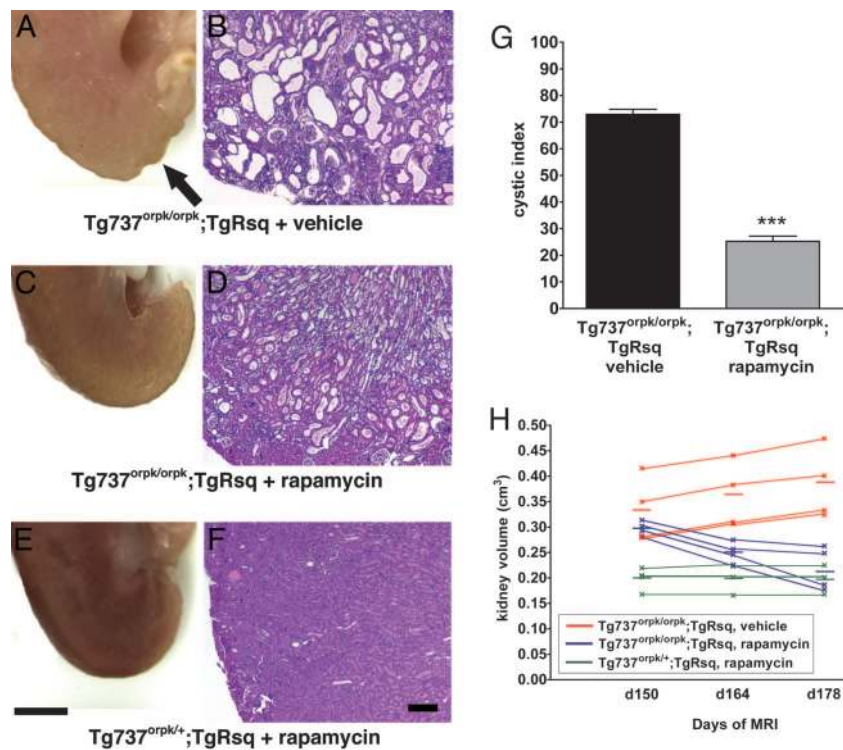 A
B
Tg737orpk/orpk;TgRsq + vehicle
C
D
Tg737orpk/orpk;TgRsq + rapamycin
E
F
Tg737orpk/+;TgRsq + rapamycin
G
cystic index
100
90
80
70
60
50
40
30
20
10
0
***
Tg737orpk/orpk;
TgRsq
vehicle
Tg737orpk/orpk;
TgRsq
rapamycin
H
kidney volume (cm3)
0.50
0.45
0.40
0.35
0.30
0.25
0.20
0.15
0.10
0.05
0.00
Tg737orpk/orpk;TgRsq, vehicle
Tg737orpk/orpk;TgRsq, rapamycin
Tg737orpk/+;TgRsq, rapamycin
d150
d164
d178
Days of MRI